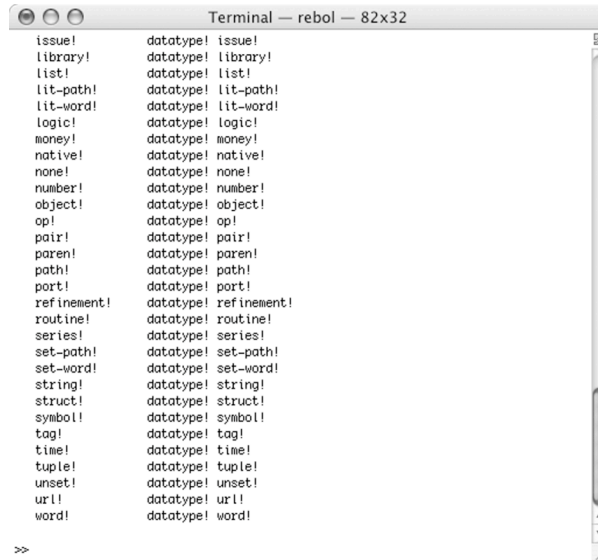 Terminal — rebol — 82x32
issue! datatype! issue!
library! datatype! library!
list! datatype! list!
lit-path! datatype! lit-path!
lit-word! datatype! lit-word!
logic! datatype! logic!
money! datatype! money!
native! datatype! native!
none! datatype! none!
number! datatype! number!
object! datatype! object!
op! datatype! op!
pair! datatype! pair!
paren! datatype! paren!
path! datatype! path!
port! datatype! port!
refinement! datatype! refinement!
routine! datatype! routine!
series! datatype! series!
set-path! datatype! set-path!
set-word! datatype! set-word!
string! datatype! string!
struct! datatype! struct!
symbol! datatype! symbol!
tag! datatype! tag!
time! datatype! time!
tuple! datatype! tuple!
unset! datatype! unset!
url! datatype! url!
word! datatype! word!
>>